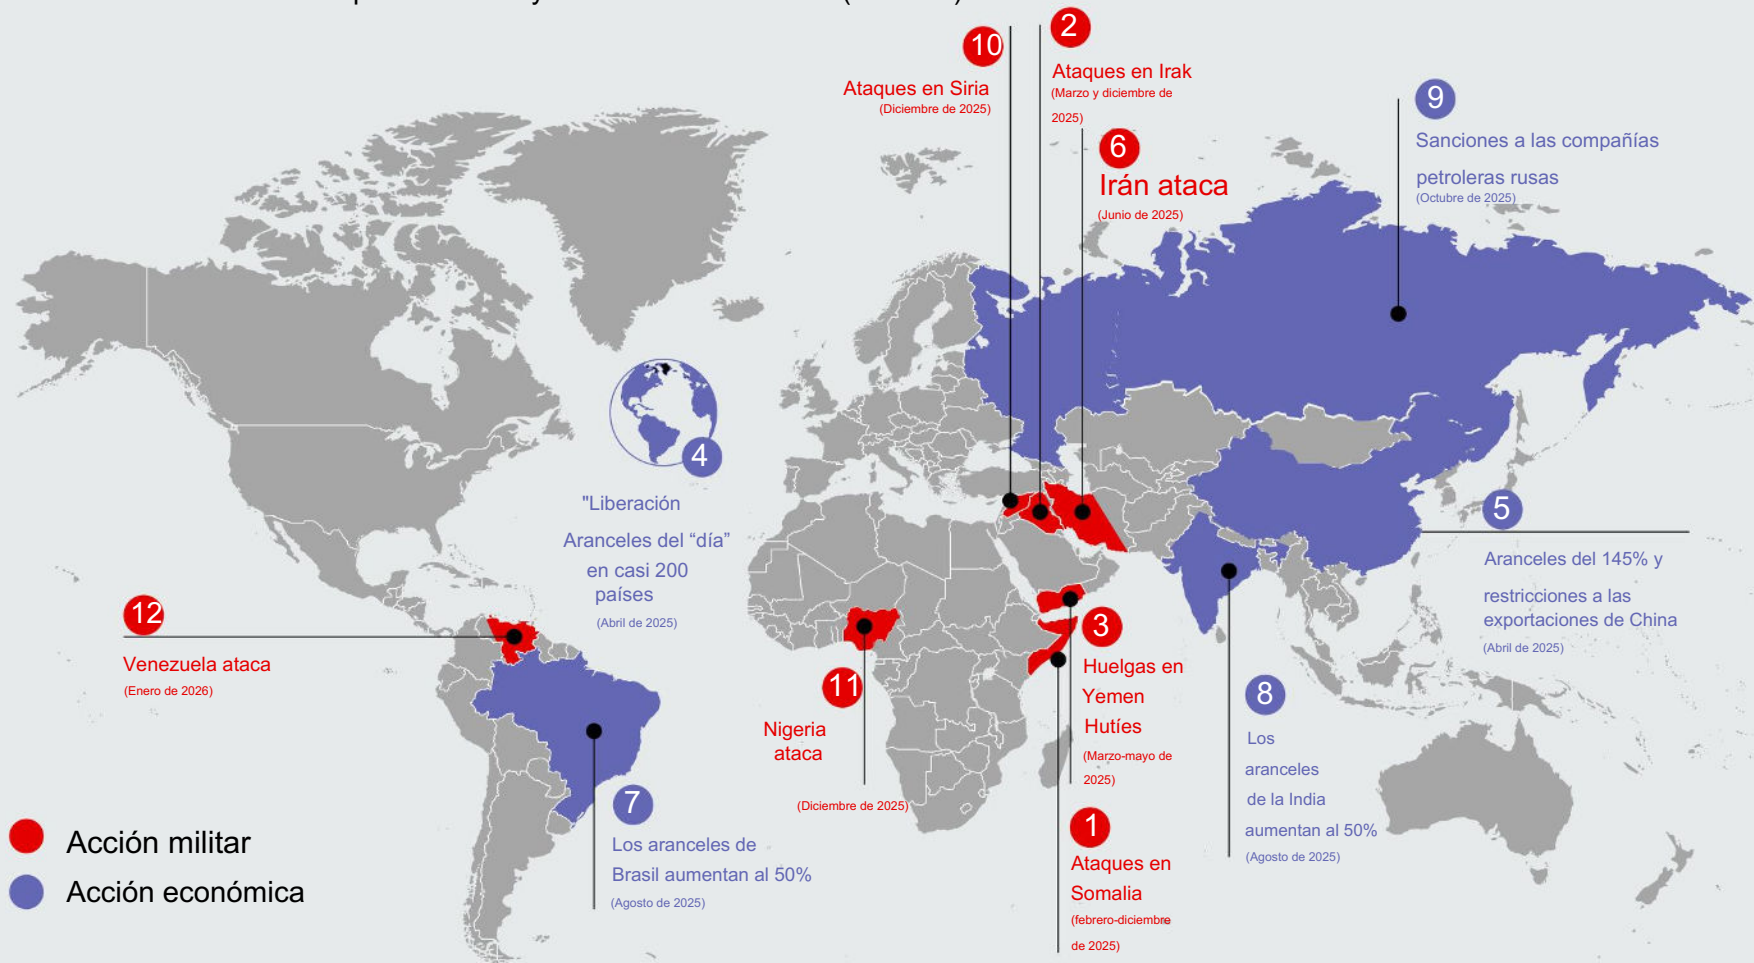 10
Ataques en Siria
(Diciembre de 2025)
2
Ataques en Irak
(Marzo y diciembre de
2025)
6
Irán ataca
(Junio de 2025)
9
Sanciones a las compañías
petroleras rusas
(Octubre de 2025)
4
"Liberación
Aranceles del “día”
en casi 200
países
(Abril de 2025)
5
Aranceles del 145% y
restricciones a las
exportaciones de China
(Abril de 2025)
12
Venezuela ataca
(Enero de 2026)
11
Nigeria
ataca
(Diciembre de 2025)
3
Huelgas en
Yemen
Hutíes
(Marzo-mayo de
2025)
8
Los
aranceles
de la India
aumentan al 50%
(Agosto de 2025)
7
Los aranceles de
Brasil aumentan al 50%
(Agosto de 2025)
1
Ataques en
Somalia
(febrero-diciembre
de 2025)
Acción militar
Acción económica